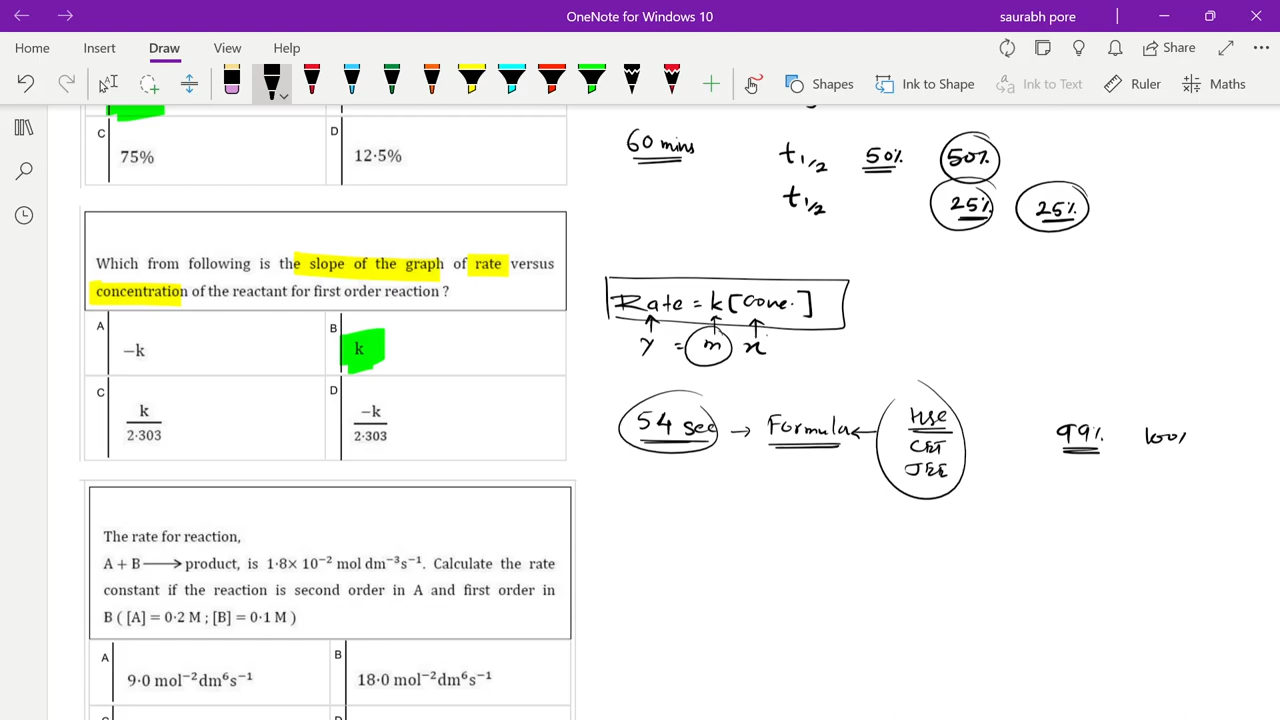 OneNote for Windows 10
saurabh pore
Home Insert Draw View Help
Share
Shapes
Ink to Shape
Ink to Text
Ruler
Maths
C
75%
D
12·5%
60 mins
t1/2 50% 50%
t1/2 25% 25%
Which from following is the slope of the graph of rate versus
concentration of the reactant for first order reaction ?
A
−k
B
k
C
k
2·303
D
−k
2·303
Rate = k [conc.]
y = m x
54 sec → Formula ← HSC
CET
JEE
99% 100%
The rate for reaction,
A + B ⟶ product, is 1·8× 10⁻² mol dm⁻³s⁻¹. Calculate the rate
constant if the reaction is second order in A and first order in
B ( [A] = 0·2 M ; [B] = 0·1 M )
A
9·0 mol⁻²dm⁶s⁻¹
B
18·0 mol⁻²dm⁶s⁻¹